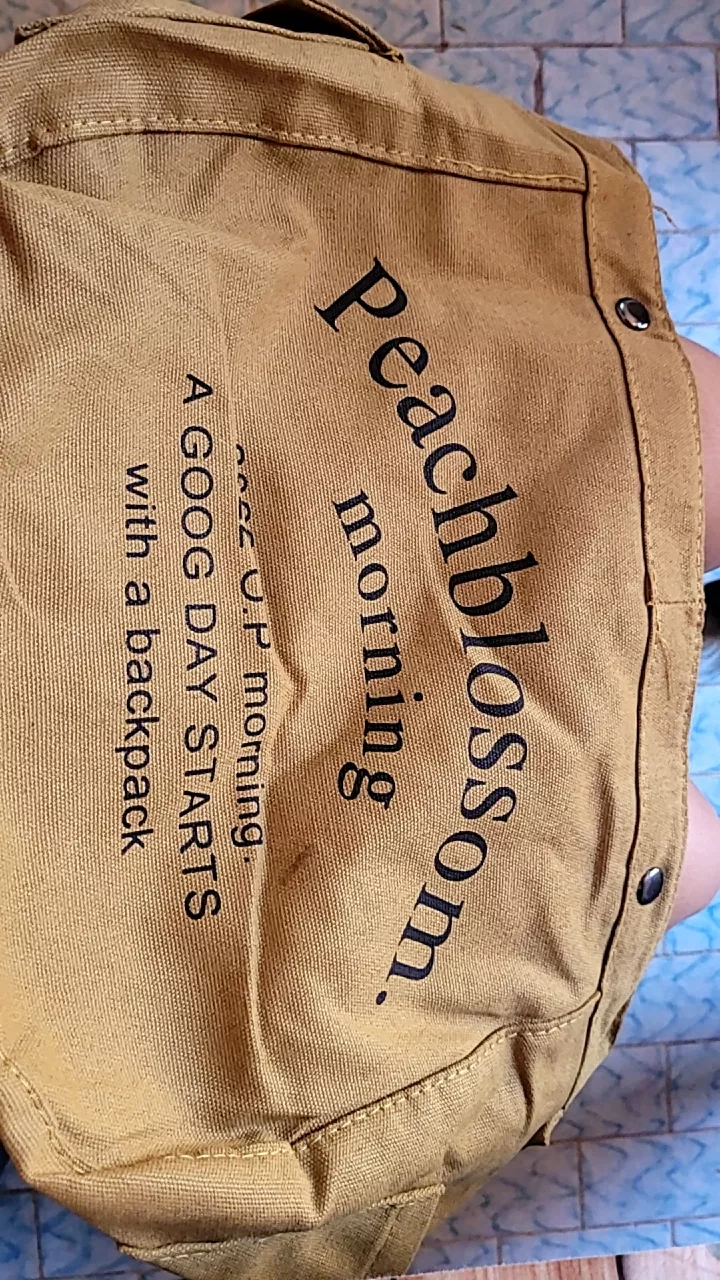 Peachblossom.
morning
U.P morning.
A GOOG DAY STARTS
with a backpack